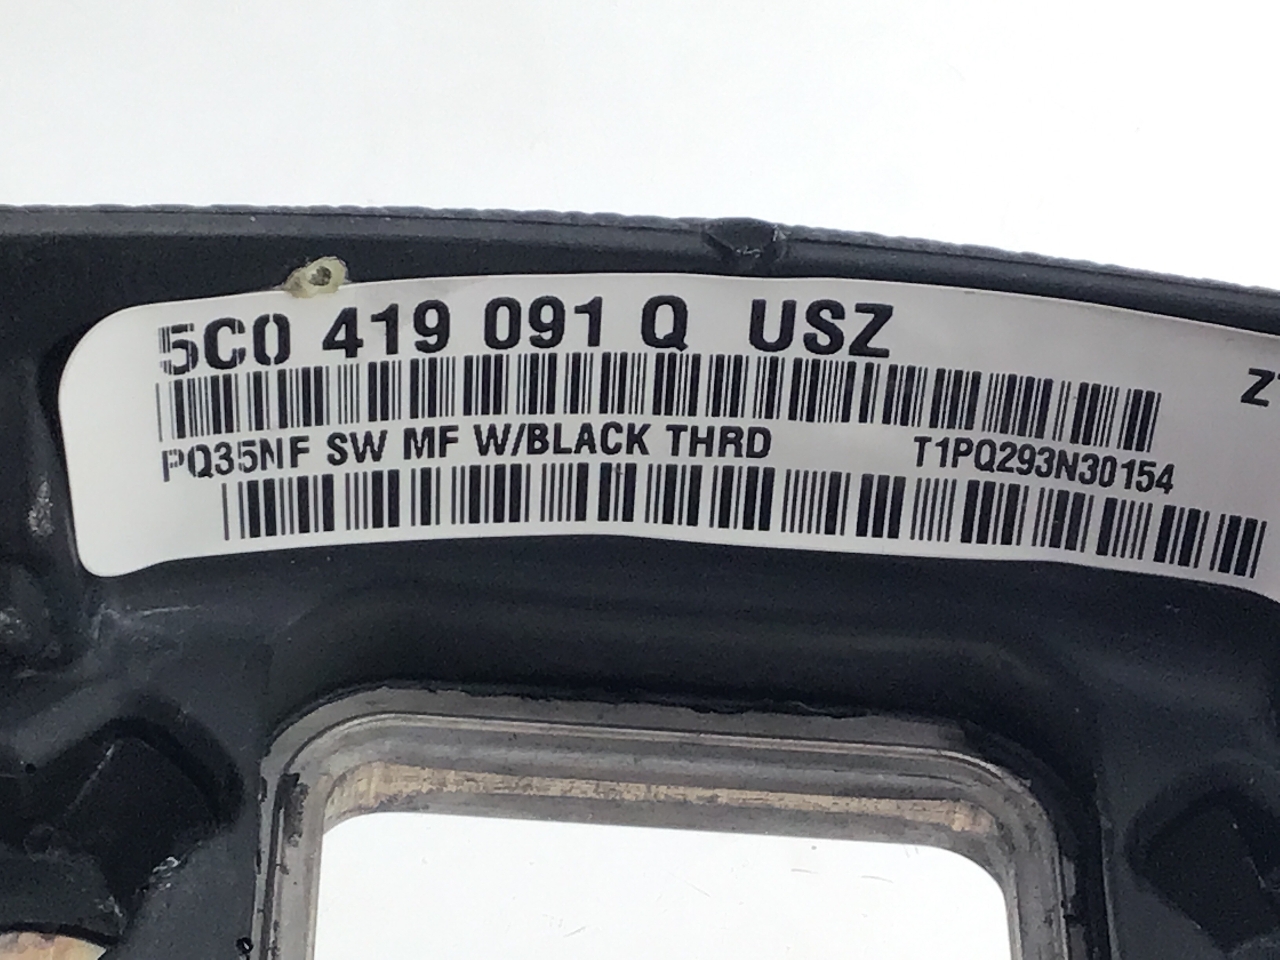 5C0 419 091 Q USZ
PQ35NF SW MF W/BLACK THRD T1PQ293N30154